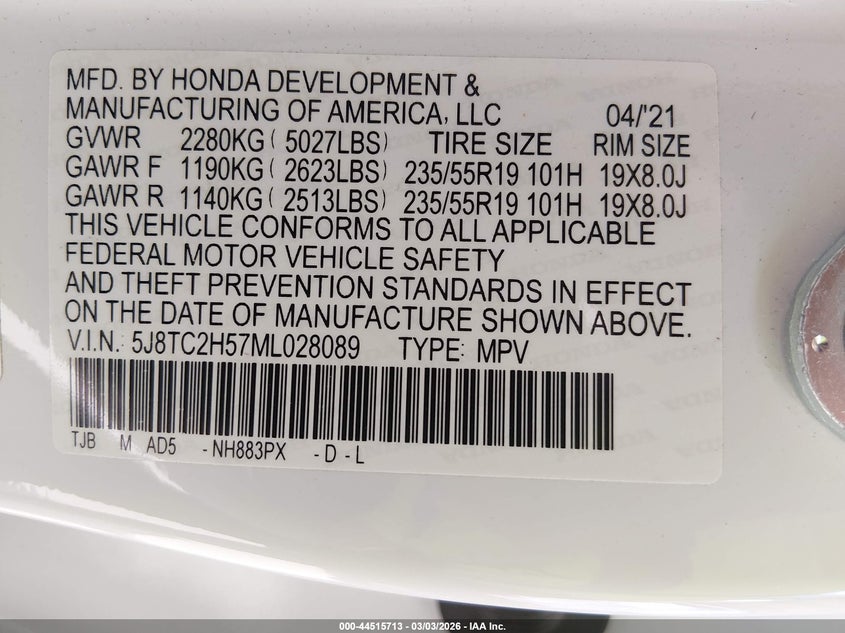 MFD. BY HONDA DEVELOPMENT &
MANUFACTURING OF AMERICA, LLC 04/'21
GVWR 2280KG ( 5027LBS) TIRE SIZE RIM SIZE
GAWR F 1190KG ( 2623LBS) 235/55R19 101H 19X8.0J
GAWR R 1140KG ( 2513LBS) 235/55R19 101H 19X8.0J
THIS VEHICLE CONFORMS TO ALL APPLICABLE
FEDERAL MOTOR VEHICLE SAFETY
AND THEFT PREVENTION STANDARDS IN EFFECT
ON THE DATE OF MANUFACTURE SHOWN ABOVE.
V.I.N.: 5J8TC2H57ML028089 TYPE: MPV
TJB M AD5 -NH883PX -D-L
000-44515713 - 03/03/2026 - IAA Inc.